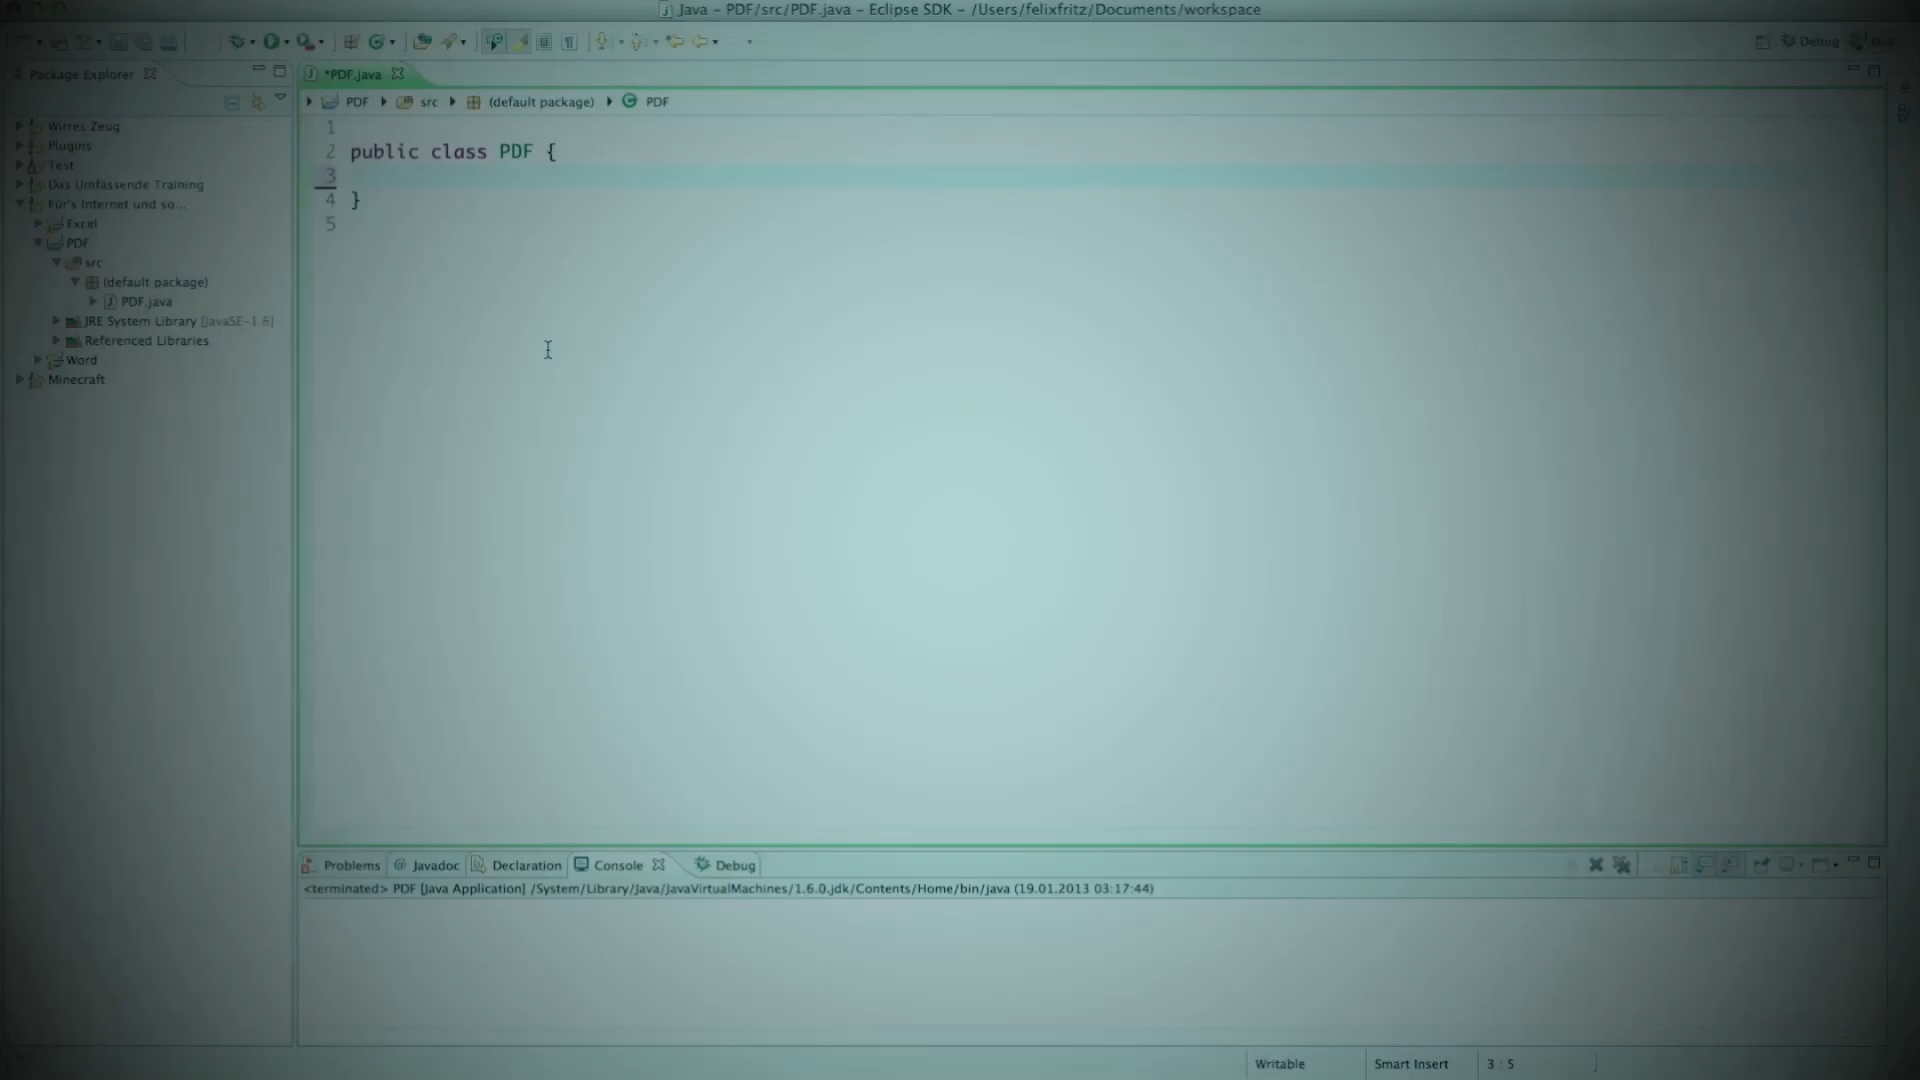 Java – PDF/src/PDF.java – Eclipse SDK – /Users/felixfritz/Documents/workspace
Debug Java
Package Explorer
*PDF.java
PDF src (default package) PDF
Wirres Zeug
Plugins
Test
Das Umfassende Training
Für's Internet und so...
Excel
PDF
src
(default package)
PDF.java
JRE System Library [JavaSE-1.6]
Referenced Libraries
Word
Minecraft
1
2 public class PDF {
3
4 }
5
Problems @ Javadoc Declaration Console Debug
<terminated> PDF [Java Application] /System/Library/Java/JavaVirtualMachines/1.6.0.jdk/Contents/Home/bin/java (19.01.2013 03:17:44)
Writable Smart Insert 3 : 5